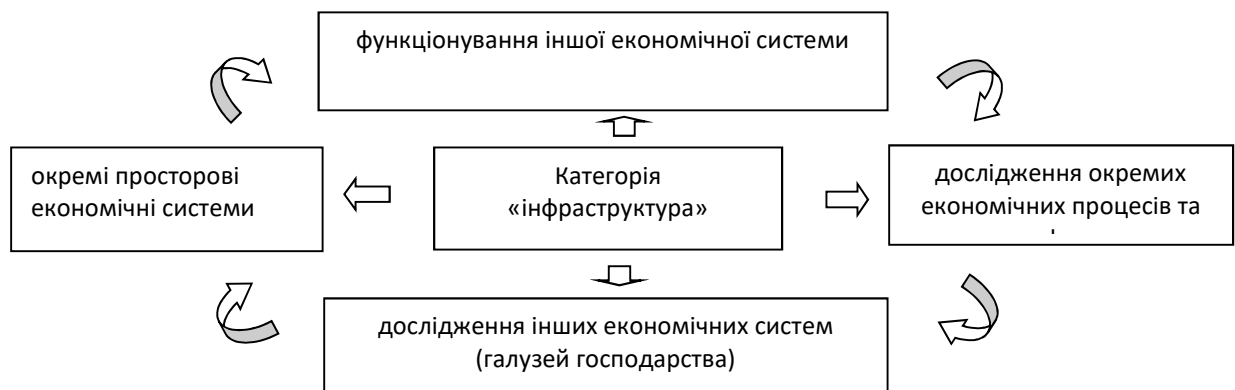 функціонування іншої економічної системи
окремі просторові
економічні системи
Категорія
«інфраструктура»
дослідження окремих
економічних процесів та
дослідження інших економічних систем
(галузей господарства)